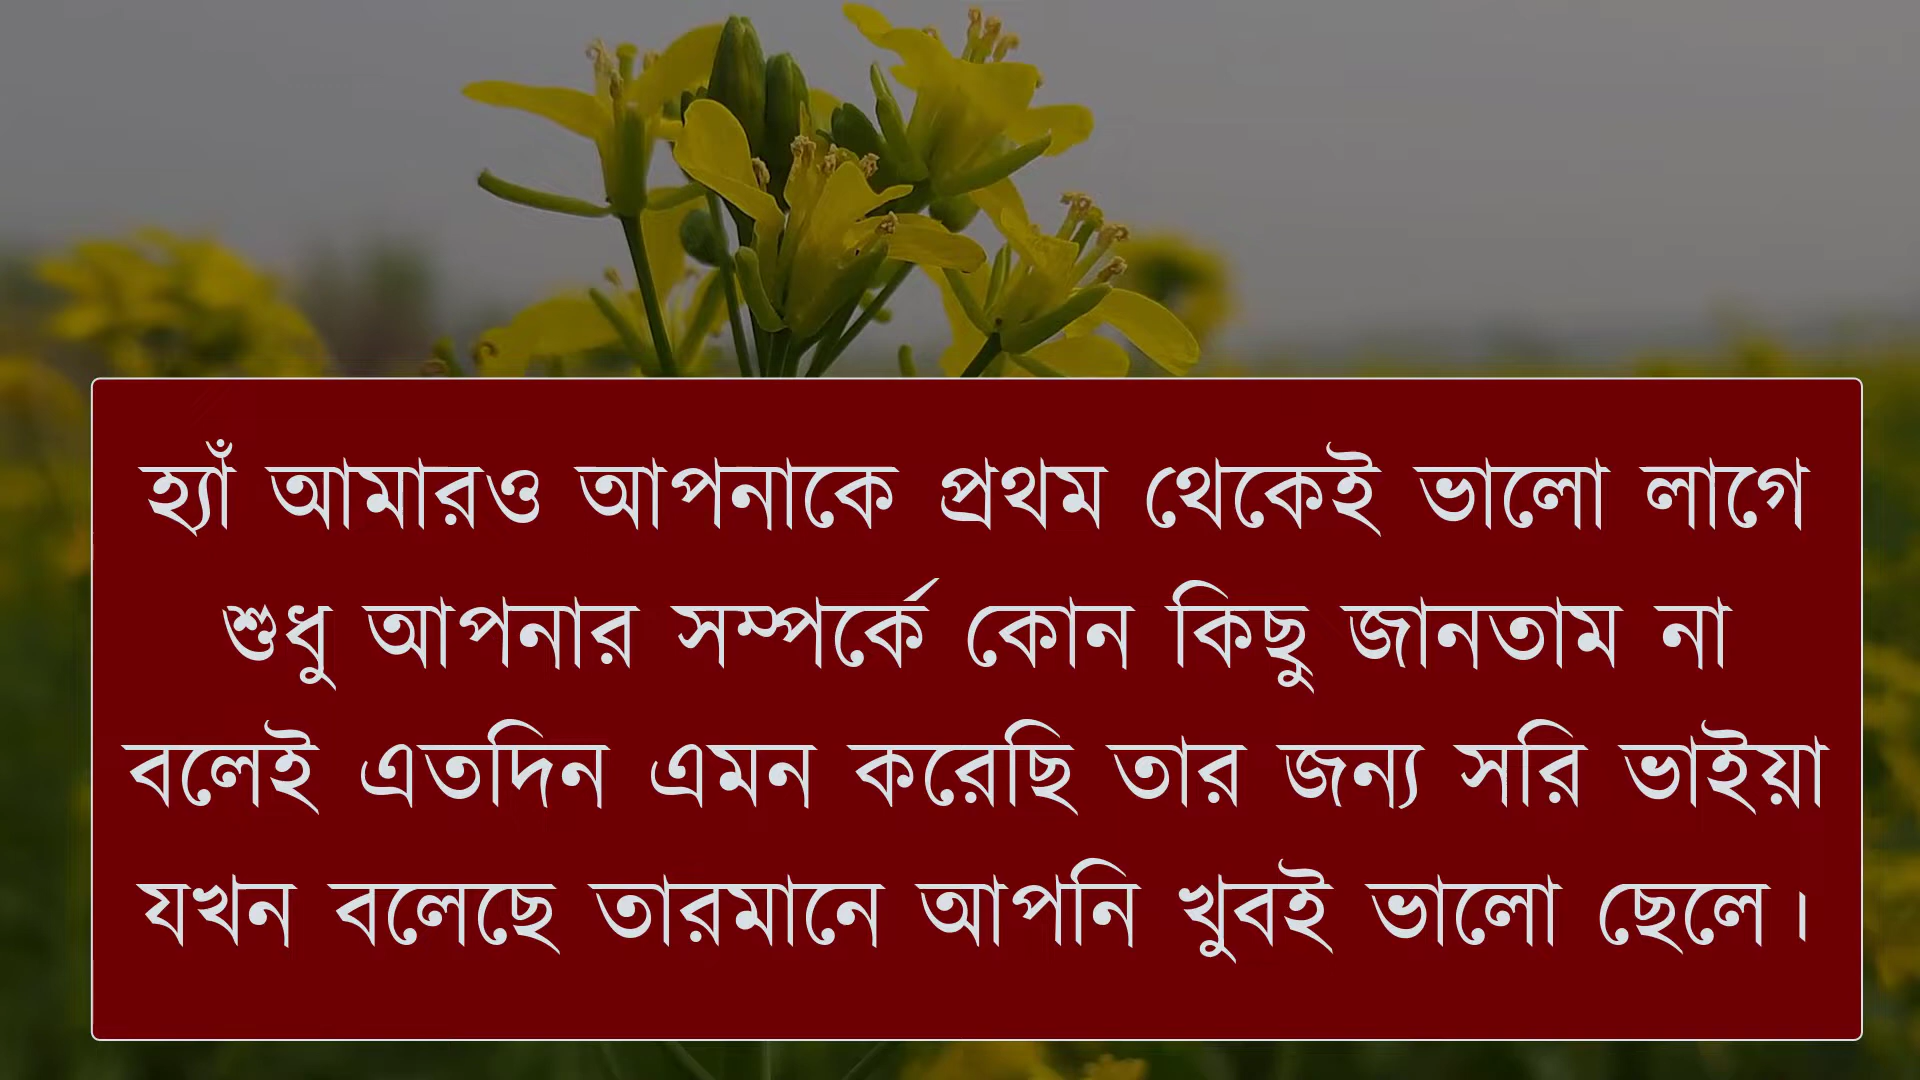 হ্যাঁ আমারও আপনাকে প্রথম থেকেই ভালো লাগে
শুধু আপনার সম্পর্কে কোন কিছু জানতাম না
বলেই এতদিন এমন করেছি তার জন্য সরি ভাইয়া
যখন বলেছে তারমানে আপনি খুবই ভালো ছেলে।